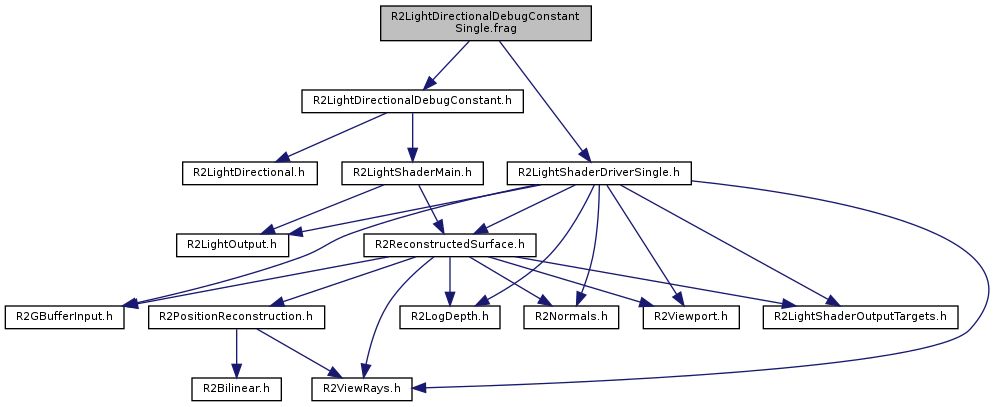 R2LightDirectionalDebugConstant
Single.frag
R2LightDirectionalDebugConstant.h
R2LightDirectional.h
R2LightShaderMain.h
R2LightShaderDriverSingle.h
R2LightOutput.h
R2ReconstructedSurface.h
R2GBufferInput.h
R2PositionReconstruction.h
R2LogDepth.h
R2Normals.h
R2Viewport.h
R2LightShaderOutputTargets.h
R2Bilinear.h
R2ViewRays.h